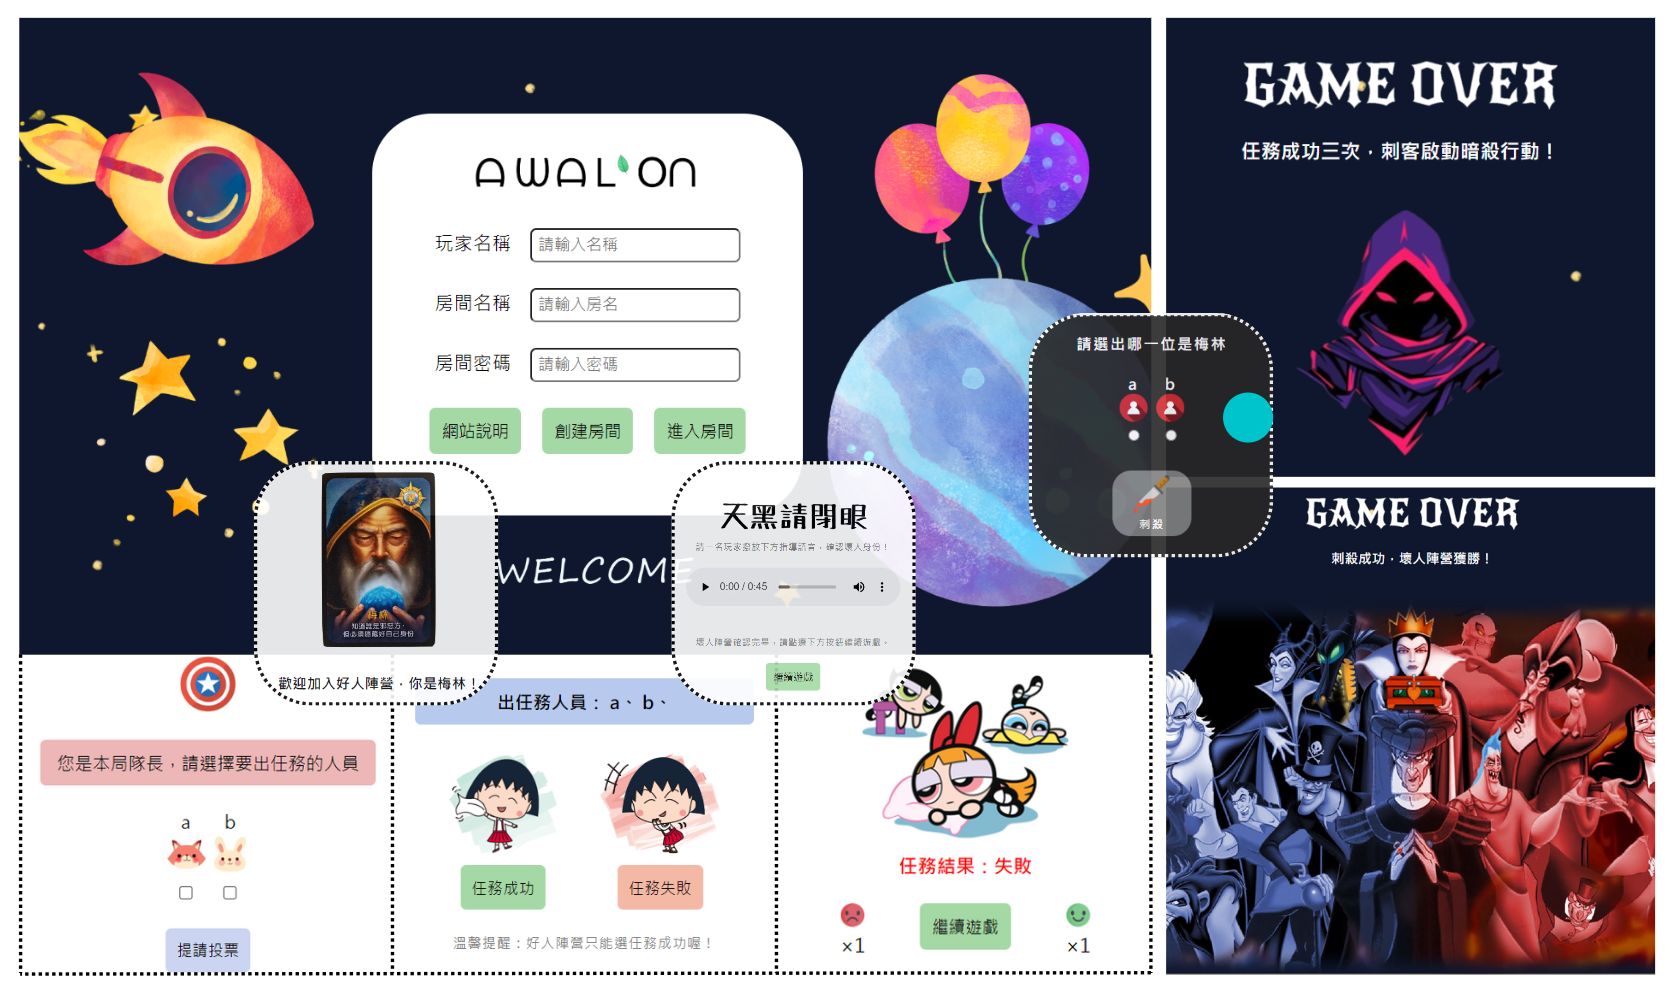 AWAL'ON
玩家名稱 請輸入名稱
房間名稱 請輸入房名
房間密碼 請輸入密碼
網站說明 創建房間 進入房間
WELCOME
梅林
知道誰是邪惡方,
但必須隱藏好自己身份
歡迎加入好人陣營，你是梅林！
天黑請閉眼
請一名玩家撥放下方指導語音，確認壞人身份！
0:00 / 0:45
壞人陣營確認完畢，請點選下方按鈕繼續遊戲。
繼續遊戲
請選出哪一位是梅林
a b
刺殺
GAME OVER
任務成功三次，刺客啟動暗殺行動！
GAME OVER
刺殺成功，壞人陣營獲勝！
您是本局隊長，請選擇要出任務的人員
a b
提請投票
出任務人員： a、 b、
任務成功 任務失敗
溫馨提醒：好人陣營只能選任務成功喔！
任務結果：失敗
×1 繼續遊戲 ×1